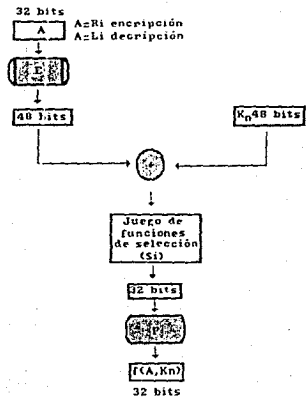 32 bits
A
A=Ri encripción
A=Li decripción
E
48 bits
Kn48 bits
+
Juego de
funciones
de selección
(Si)
32 bits
P
f(A,Kn)
32 bits